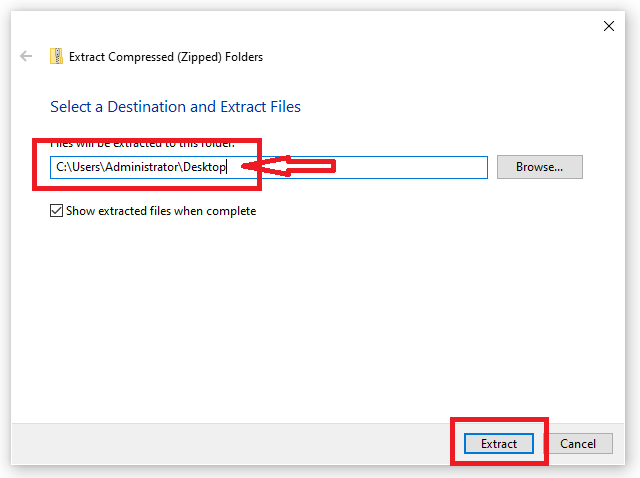 Extract Compressed (Zipped) Folders
Select a Destination and Extract Files
Files will be extracted to this folder:
C:\Users\Administrator\Desktop
Browse...
Show extracted files when complete
Extract
Cancel